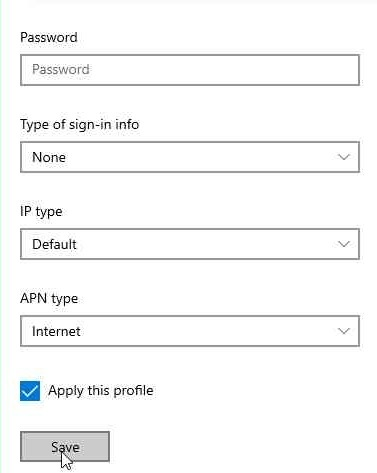 Password
Password
Type of sign-in info
None
IP type
Default
APN type
Internet
Apply this profile
Save